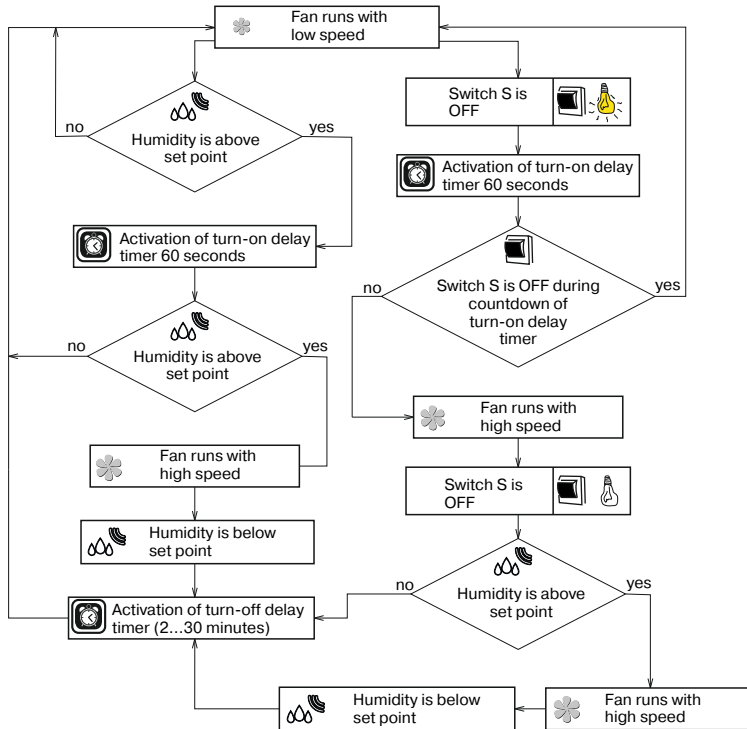 Fan runs with
low speed
Humidity is above
set point
no
yes
Activation of turn-on delay
timer 60 seconds
Humidity is above
set point
no
yes
Fan runs with
high speed
Humidity is below
set point
Activation of turn-off delay
timer (2...30 minutes)
Switch S is
OFF
Activation of turn-on delay
timer 60 seconds
Switch S is OFF during
countdown of
turn-on delay
timer
no
yes
Fan runs with
high speed
Switch S is
OFF
Humidity is above
set point
no
yes
Fan runs with
high speed
Humidity is below
set point